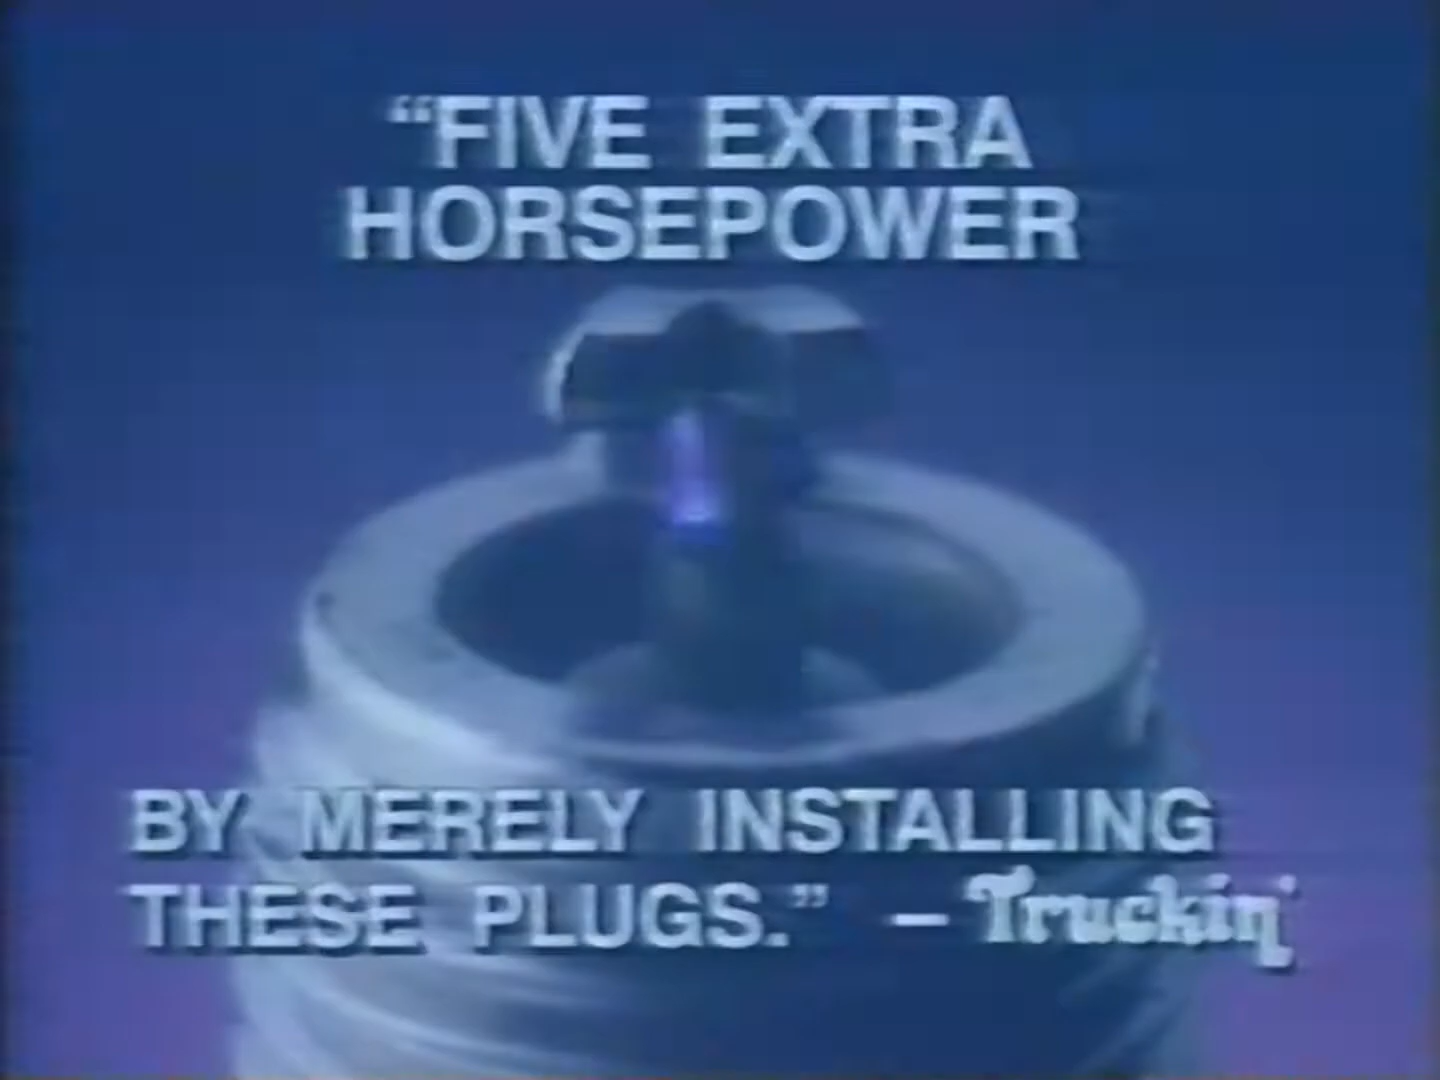 “FIVE EXTRA
HORSEPOWER
BY MERELY INSTALLING
THESE PLUGS.” – Truckin'